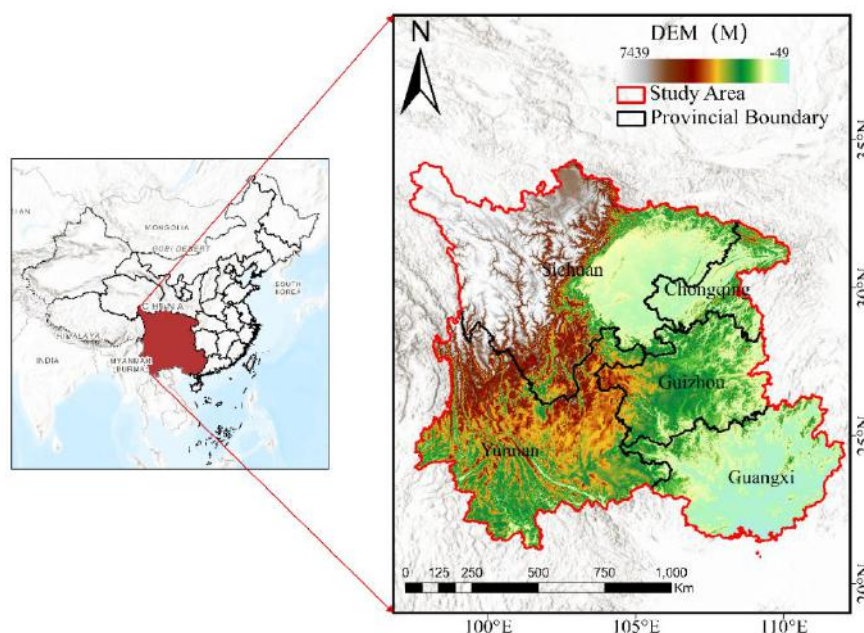 N
DEM (M)
7439 -49
Study Area
Provincial Boundary
35°N
MONGOLIA
GOBI DESERT
CHINA
SOUTH
KOREA
HIMALAYA
INDIA
MYANMAR
BURMA
Sichuan
Chongqing
30°N
Guizhou
25°N
Yunnan
Guangxi
20°N
0 125 250 500 750 1,000
Km
100°E 105°E 110°E